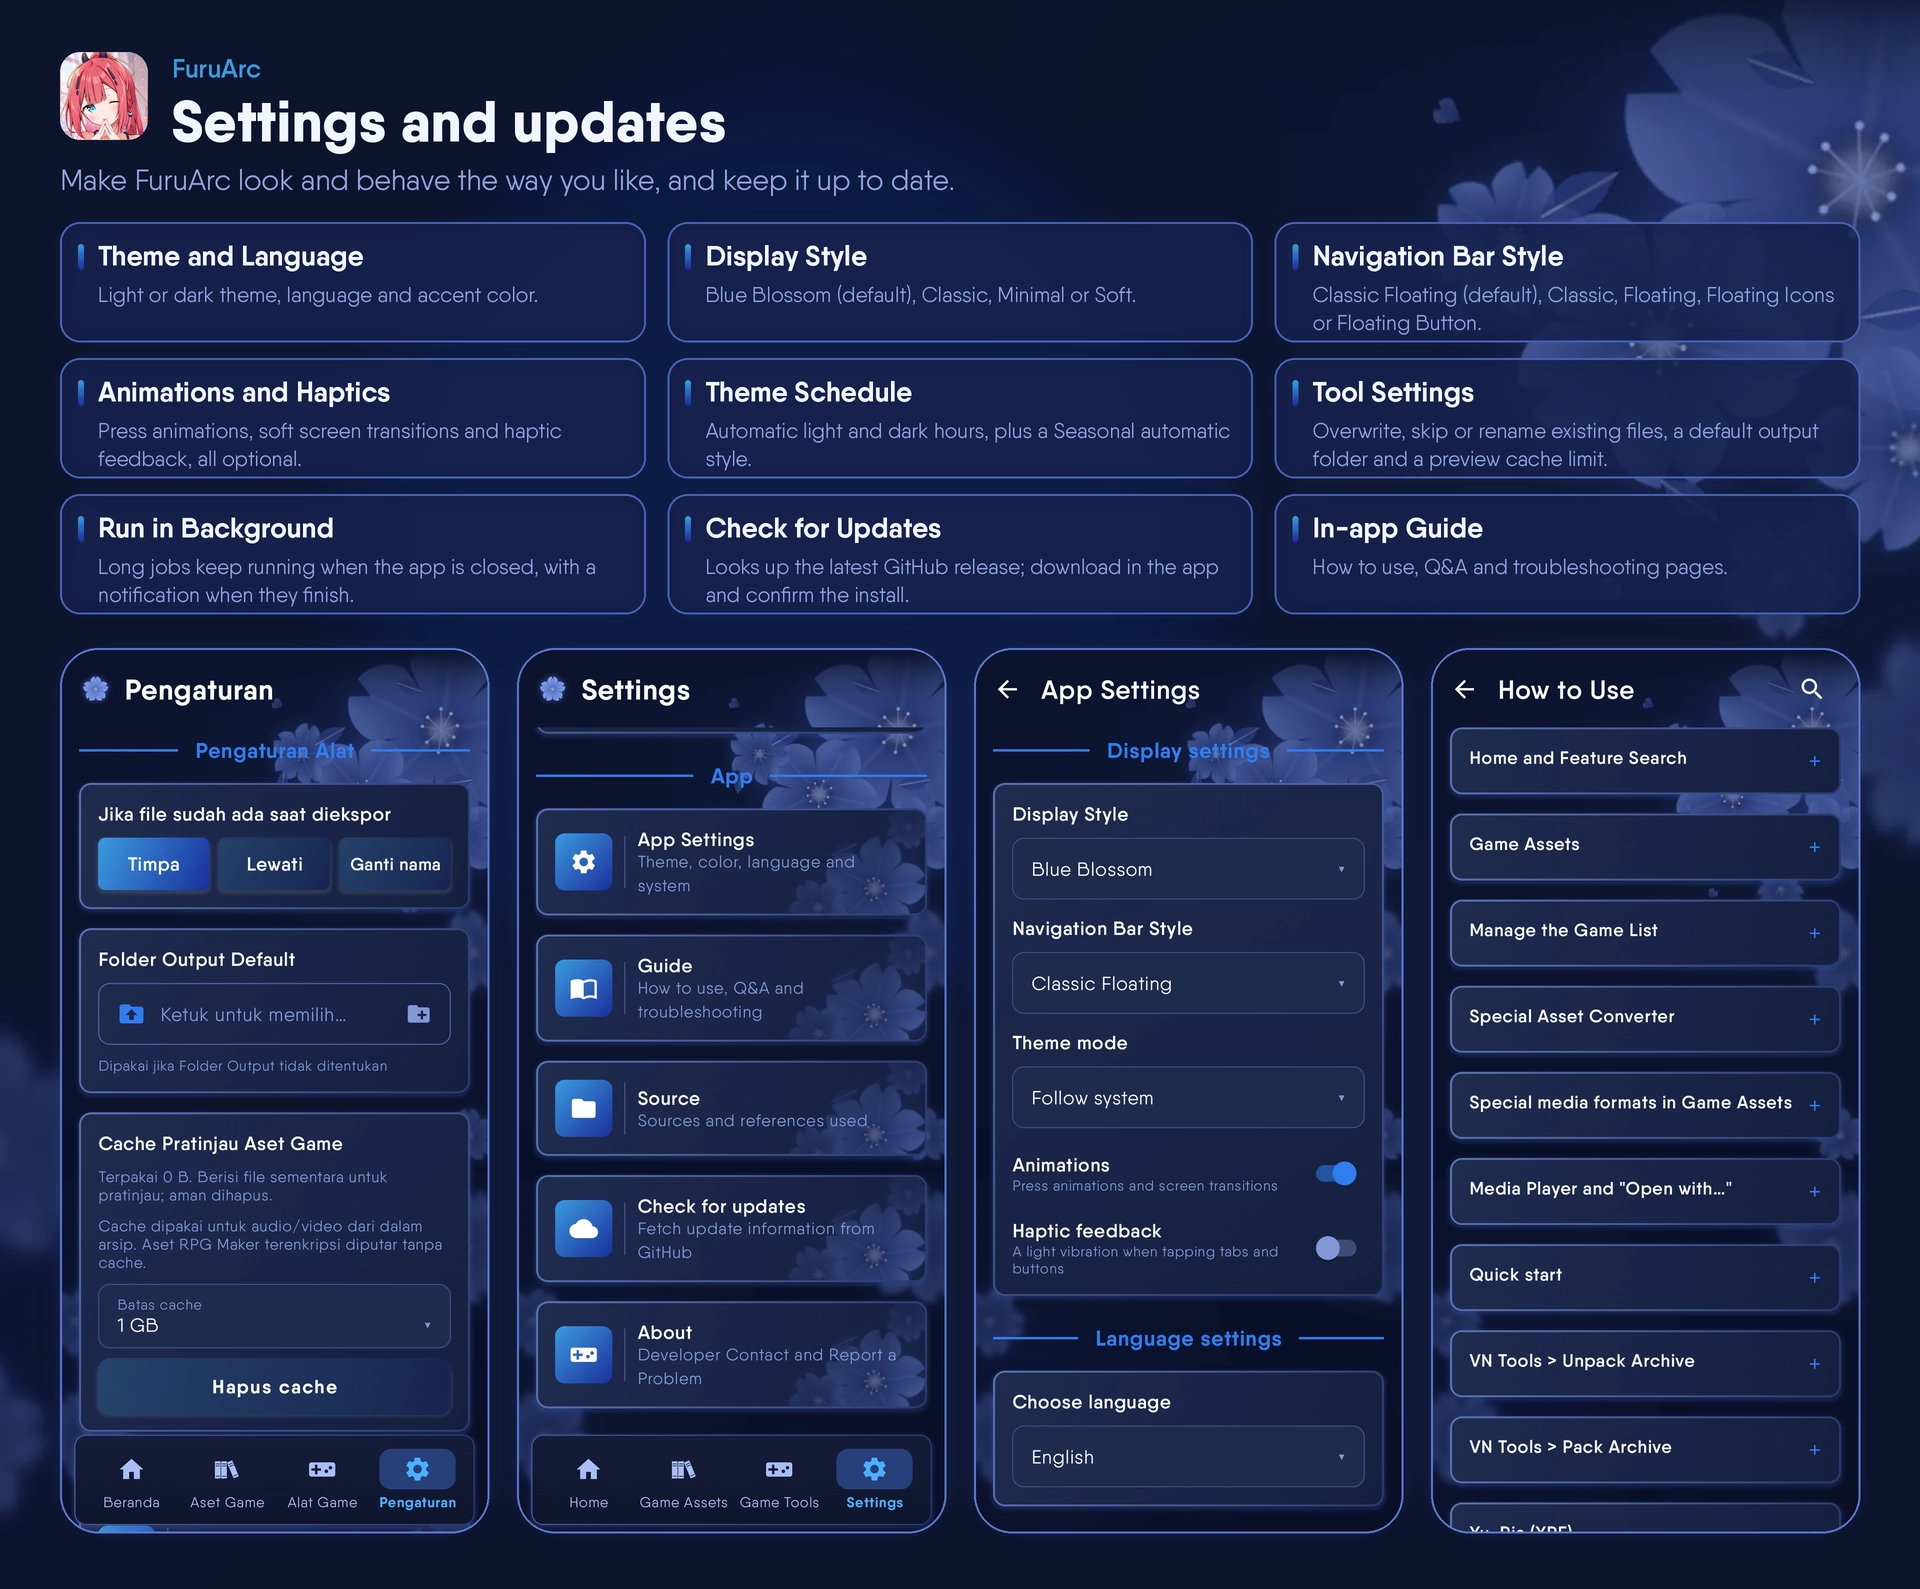 FuruArc
Settings and updates
Make FuruArc look and behave the way you like, and keep it up to date.
Theme and Language
Light or dark theme, language and accent color.
Display Style
Blue Blossom (default), Classic, Minimal or Soft.
Navigation Bar Style
Classic Floating (default), Classic, Floating, Floating Icons
or Floating Button.
Animations and Haptics
Press animations, soft screen transitions and haptic
feedback, all optional.
Theme Schedule
Automatic light and dark hours, plus a Seasonal automatic
style.
Tool Settings
Overwrite, skip or rename existing files, a default output
folder and a preview cache limit.
Run in Background
Long jobs keep running when the app is closed, with a
notification when they finish.
Check for Updates
Looks up the latest GitHub release; download in the app
and confirm the install.
In-app Guide
How to use, Q&A and troubleshooting pages.
Pengaturan
Pengaturan Alat
Jika file sudah ada saat diekspor
Timpa
Lewati
Ganti nama
Folder Output Default
Ketuk untuk memilih...
Dipakai jika Folder Output tidak ditentukan
Cache Pratinjau Aset Game
Terpakai 0 B. Berisi file sementara untuk
pratinjau; aman dihapus.
Cache dipakai untuk audio/video dari dalam
arsip. Aset RPG Maker terenkripsi diputar tanpa
cache.
Batas cache
1 GB
Hapus cache
Beranda
Aset Game
Alat Game
Pengaturan
Settings
App
App Settings
Theme, color, language and
system
Guide
How to use, Q&A and
troubleshooting
Source
Sources and references used
Check for updates
Fetch update information from
GitHub
About
Developer Contact and Report a
Problem
Home
Game Assets
Game Tools
Settings
App Settings
Display settings
Display Style
Blue Blossom
Navigation Bar Style
Classic Floating
Theme mode
Follow system
Animations
Press animations and screen transitions
Haptic feedback
A light vibration when tapping tabs and
buttons
Language settings
Choose language
English
How to Use
Home and Feature Search +
Game Assets +
Manage the Game List +
Special Asset Converter +
Special media formats in Game Assets +
Media Player and "Open with..." +
Quick start +
VN Tools > Unpack Archive +
VN Tools > Pack Archive +